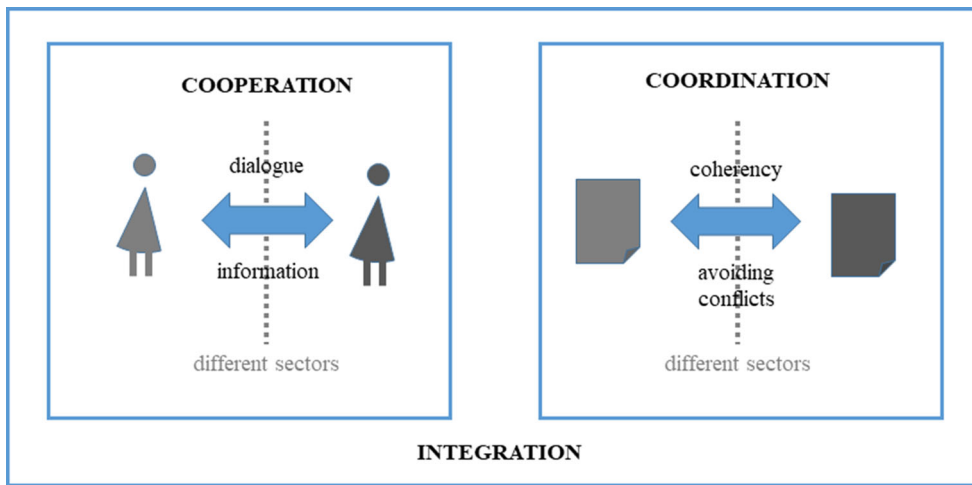 COOPERATION
dialogue
information
different sectors
COORDINATION
coherency
avoiding
conflicts
different sectors
INTEGRATION